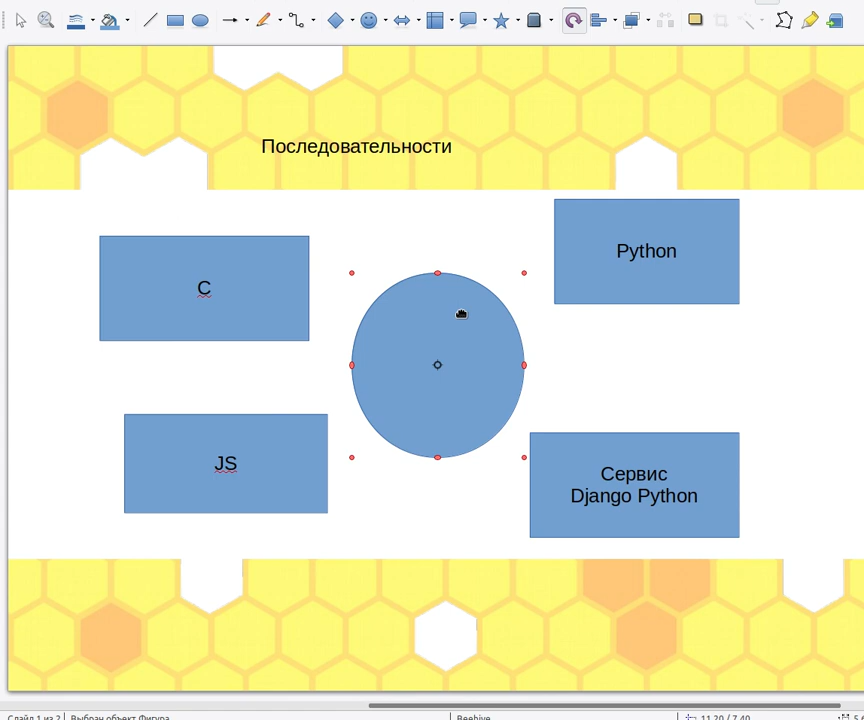 Последовательности
Python
C
JS
Сервис
Django Python
Слайд 1 из 2
Выбран объект Фигура
Beehive
11,20 / 7,40